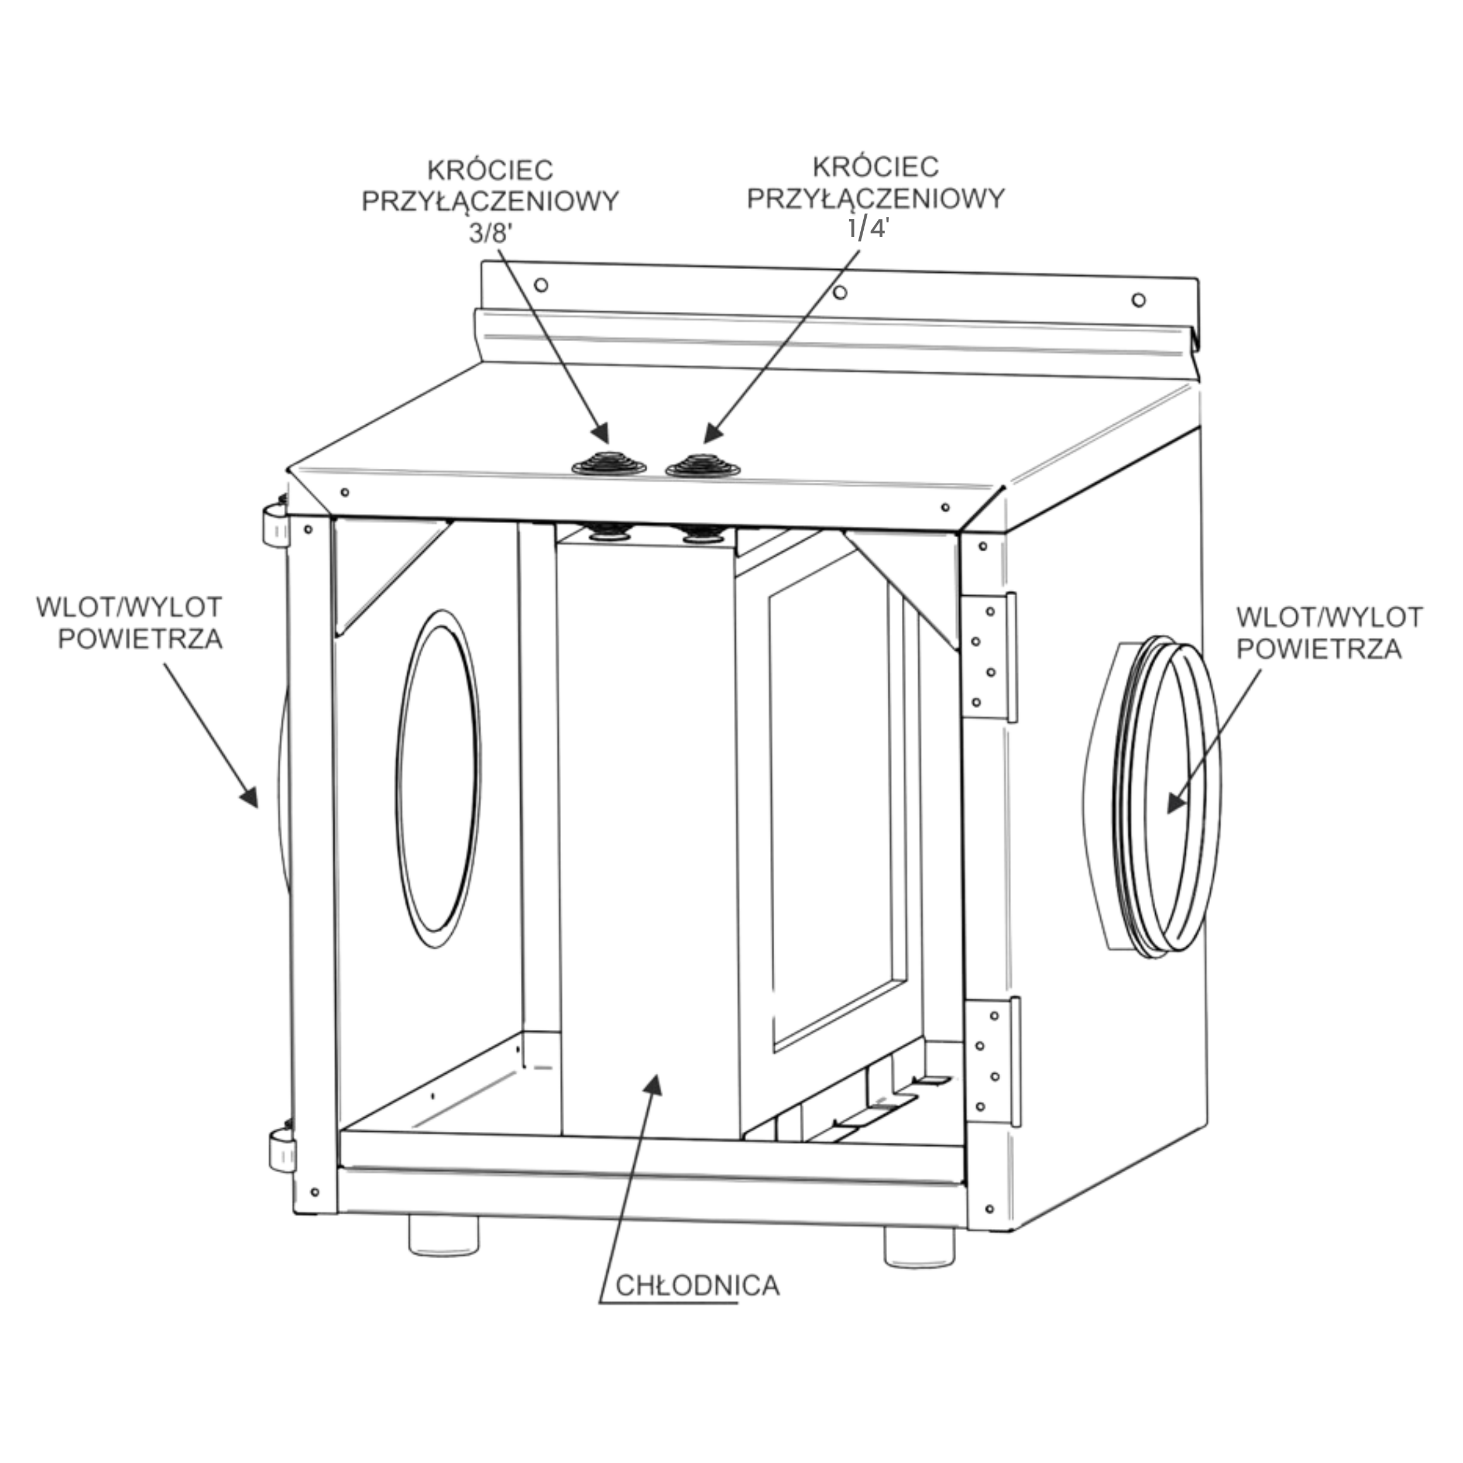 KRÓCIEC
PRZYŁĄCZENIOWY
3/8'
KRÓCIEC
PRZYŁĄCZENIOWY
1/4'
WLOT/WYLOT
POWIETRZA
WLOT/WYLOT
POWIETRZA
CHŁODNICA